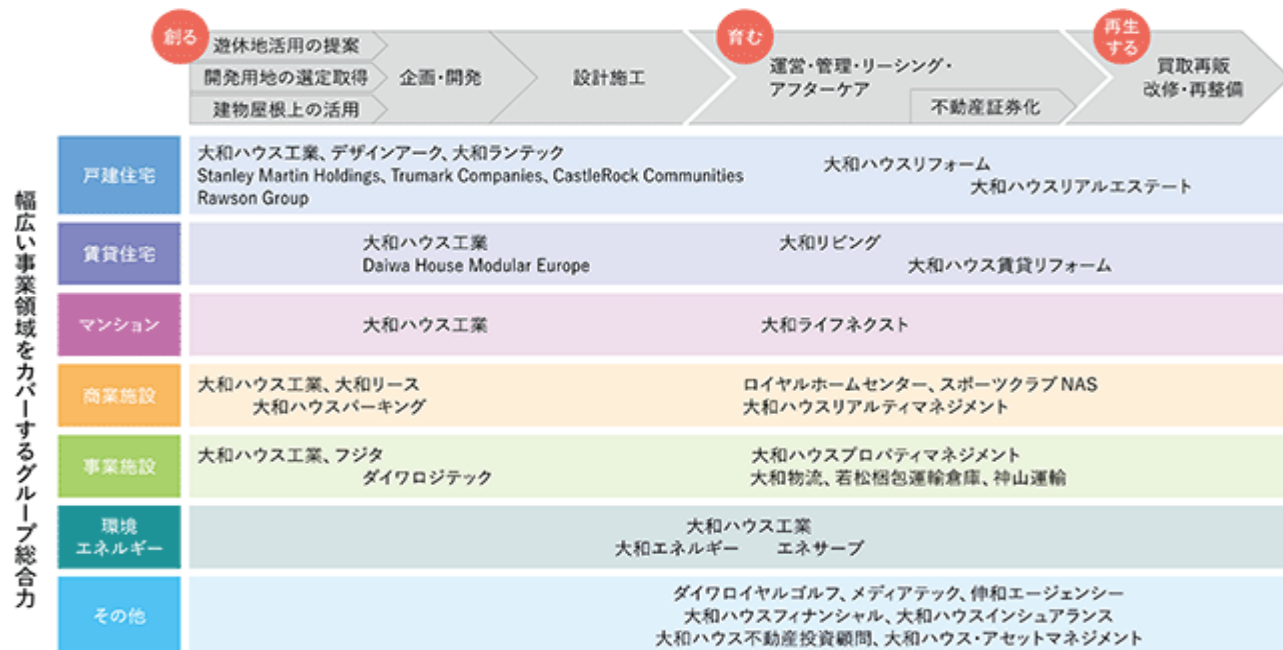 創る
遊休地活用の提案
開発用地の選定取得
建物屋根上の活用
企画・開発
設計施工
育む
運営・管理・リーシング・
アフターケア
不動産証券化
再生
する
買取再販
改修・再整備
幅広い事業領域をカバーするグループ総合力
戸建住宅
大和ハウス工業、デザインアーク、大和ランテック
Stanley Martin Holdings、Trumark Companies、CastleRock Communities
Rawson Group
大和ハウスリフォーム
大和ハウスリアルエステート
賃貸住宅
大和ハウス工業
Daiwa House Modular Europe
大和リビング
大和ハウス賃貸リフォーム
マンション
大和ハウス工業
大和ライフネクスト
商業施設
大和ハウス工業、大和リース
大和ハウスパーキング
ロイヤルホームセンター、スポーツクラブ NAS
大和ハウスリアルティマネジメント
事業施設
大和ハウス工業、フジタ
ダイワロジテック
大和ハウスプロパティマネジメント
大和物流、若松梱包運輸倉庫、神山運輸
環境
エネルギー
大和ハウス工業
大和エネルギー エネサーブ
その他
ダイワロイヤルゴルフ、メディアテック、伸和エージェンシー
大和ハウスフィナンシャル、大和ハウスインシュアランス
大和ハウス不動産投資顧問、大和ハウス・アセットマネジメント